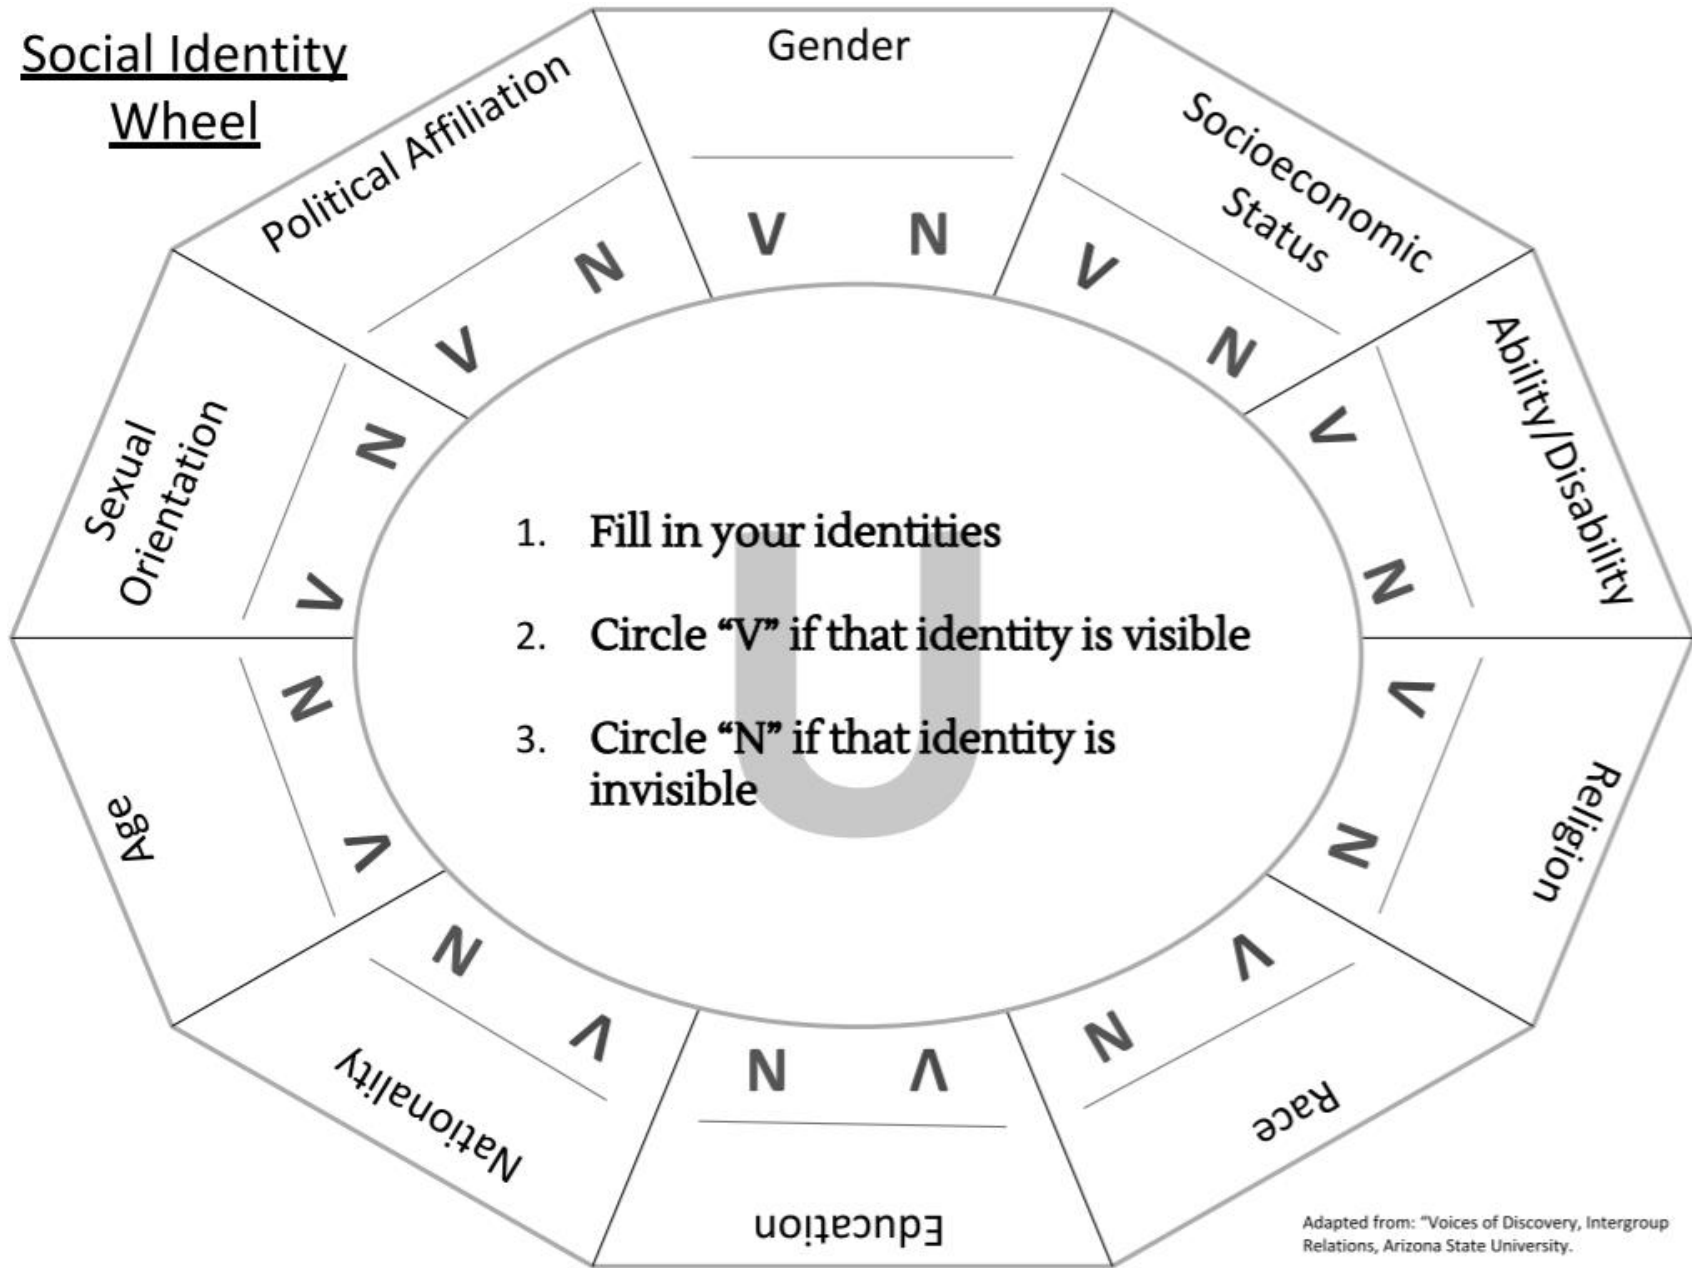 Social Identity
Wheel
Gender
V N
Socioeconomic
Status
V N
Ability/Disability
V N
Religion
V N
Race
V N
Education
V N
Nationality
V N
Age
V N
Sexual
Orientation
V N
Political Affiliation
V N
U
1. Fill in your identities
2. Circle “V” if that identity is visible
3. Circle “N” if that identity is
invisible
Adapted from: “Voices of Discovery, Intergroup
Relations, Arizona State University.